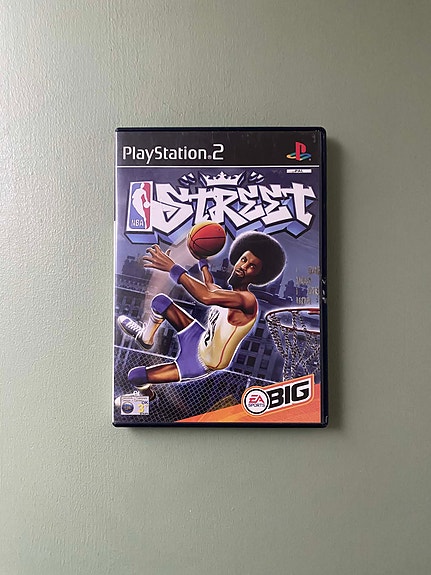 PlayStation.2
PAL
NBA
STREET
EA
SPORTS
BIG